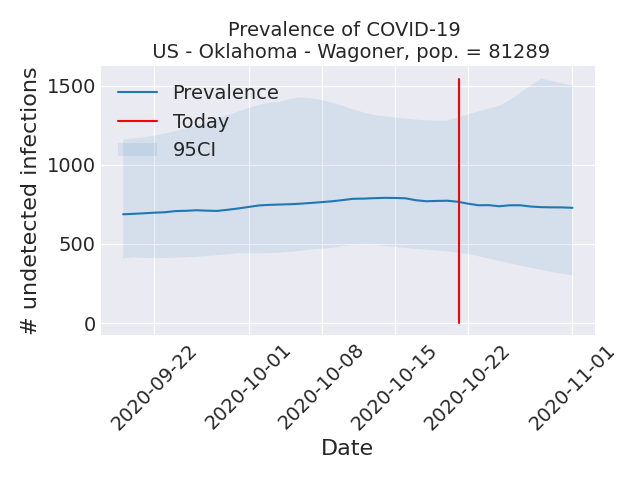 Prevalence of COVID-19
US - Oklahoma - Wagoner, pop. = 81289
# undetected infections
1500
1000
500
0
Prevalence
Today
95CI
2020-09-22
2020-10-01
2020-10-08
2020-10-15
2020-10-22
2020-11-01
Date